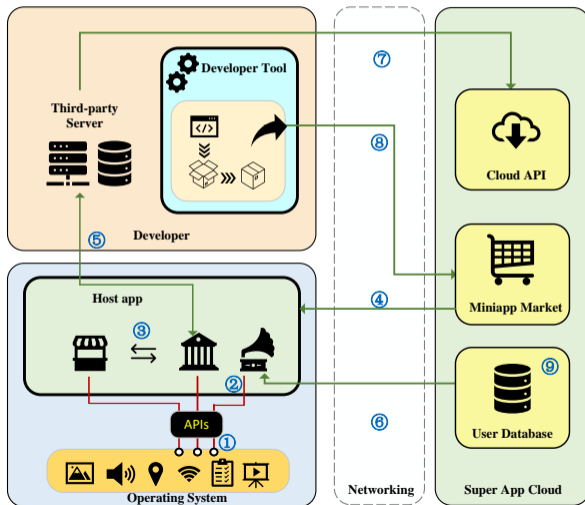 ⑦
Developer Tool
Third-party
Server
</>
⑧
Cloud API
Developer
⑤
Host app
④
Miniapp Market
③
②
⑨
APIs
①
⑥
User Database
Operating System
Networking
Super App Cloud